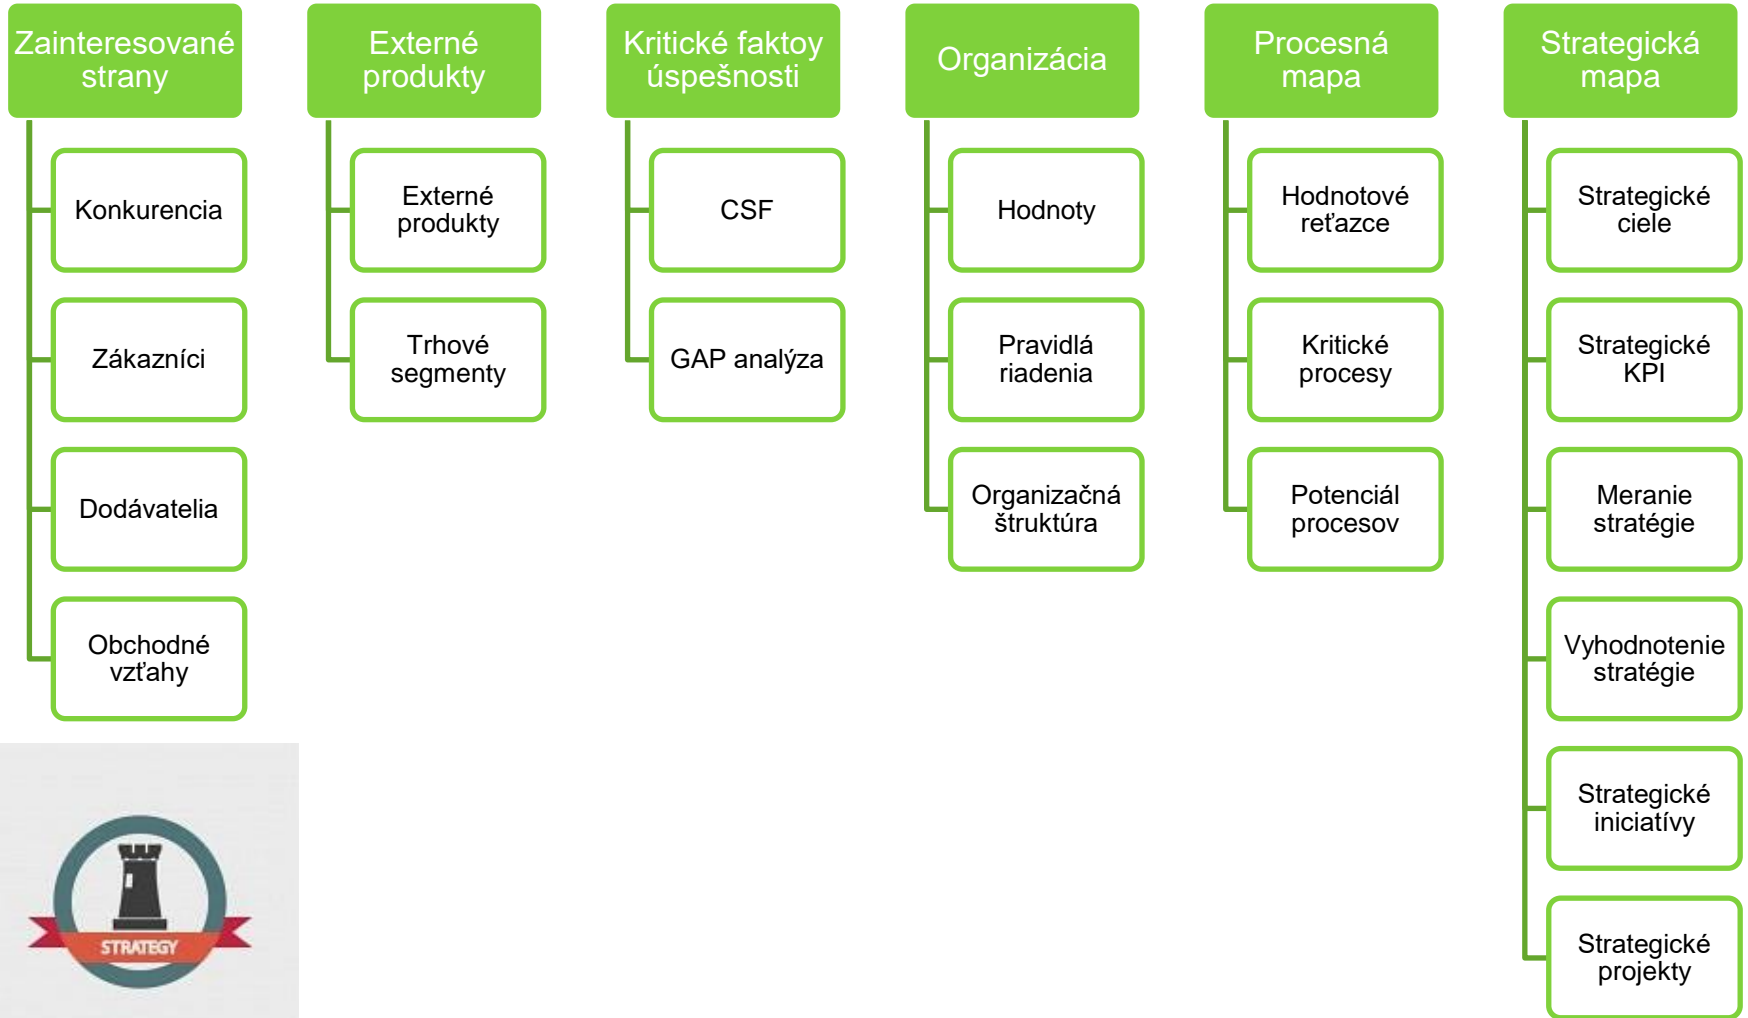 Zainteresované
strany
Konkurencia
Zákazníci
Dodávatelia
Obchodné
vzťahy
Externé
produkty
Externé
produkty
Trhové
segmenty
Kritické faktoy
úspešnosti
CSF
GAP analýza
Organizácia
Hodnoty
Pravidlá
riadenia
Organizačná
štruktúra
Procesná
mapa
Hodnotové
reťazce
Kritické
procesy
Potenciál
procesov
Strategická
mapa
Strategické
ciele
Strategické
KPI
Meranie
stratégie
Vyhodnotenie
stratégie
Strategické
iniciatívy
Strategické
projekty
STRATEGY